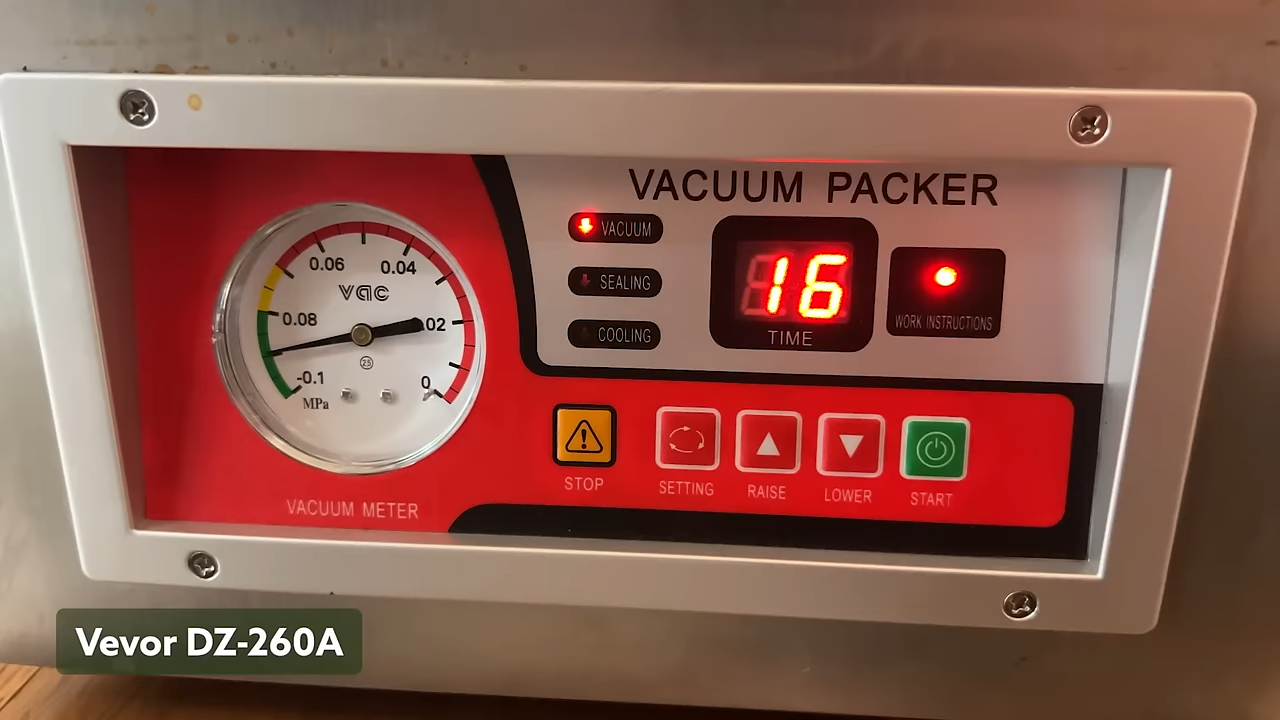 VACUUM PACKER
0.06
0.04
vac
0.08
02
25
-0.1
0
MPa
VACUUM METER
VACUUM
SEALING
COOLING
16
TIME
WORK INSTRUCTIONS
STOP
SETTING
RAISE
LOWER
START
Vevor DZ-260A